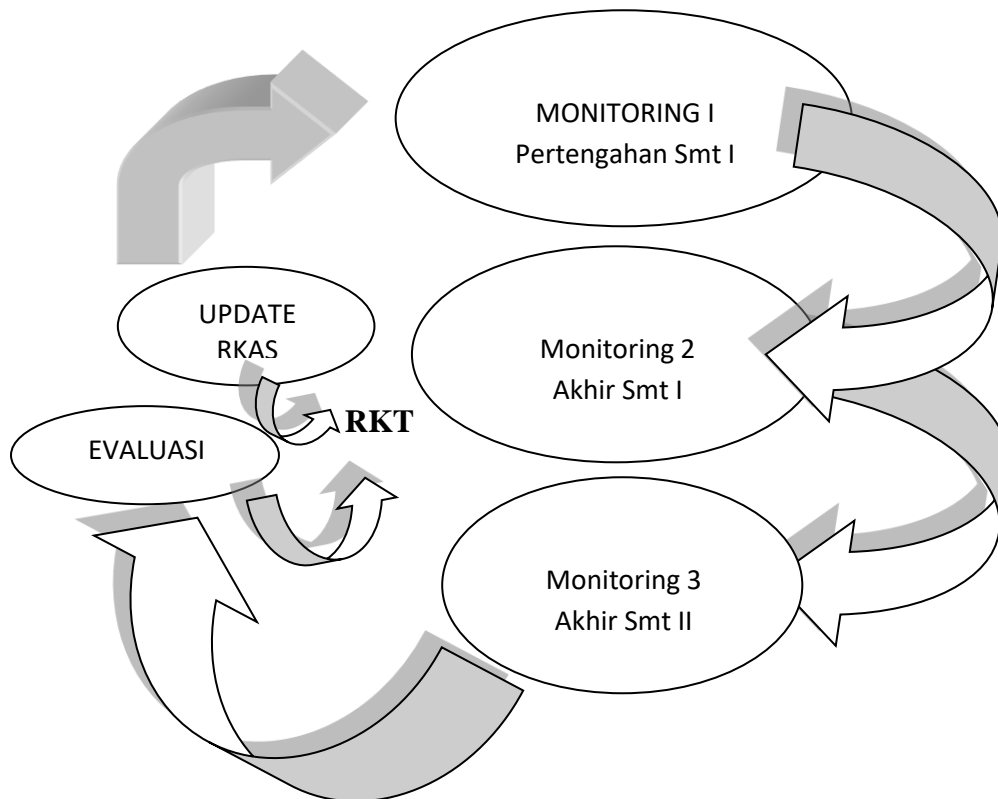 MONITORING I
Pertengahan Smt I
UPDATE
RKAS
Monitoring 2
Akhir Smt I
RKT
EVALUASI
Monitoring 3
Akhir Smt II